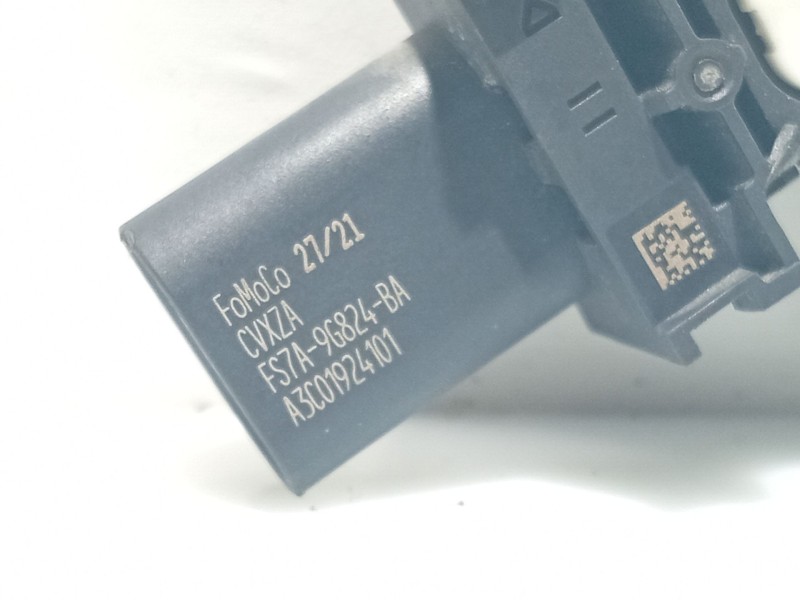 FoMoCo 27/21
CVXZA
FS7A-9G824-BA
A3C01924101